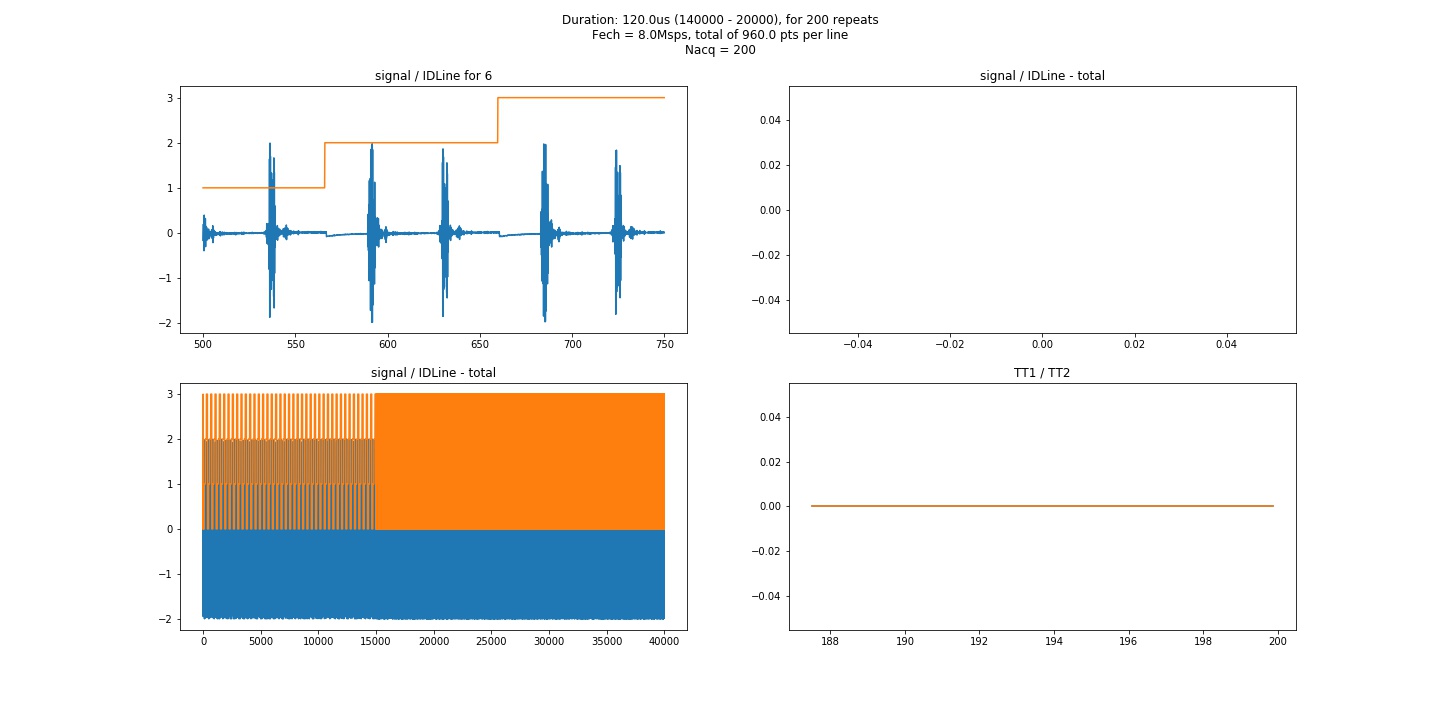 Duration: 120.0us (140000 - 20000), for 200 repeats
Fech = 8.0Msps, total of 960.0 pts per line
Nacq = 200
signal / IDLine for 6
3
2
1
0
−1
−2
500 550 600 650 700 750
signal / IDLine - total
0.04
0.02
0.00
−0.02
−0.04
−0.04 −0.02 0.00 0.02 0.04
signal / IDLine - total
3
2
1
0
−1
−2
0 5000 10000 15000 20000 25000 30000 35000 40000
TT1 / TT2
0.04
0.02
0.00
−0.02
−0.04
188 190 192 194 196 198 200